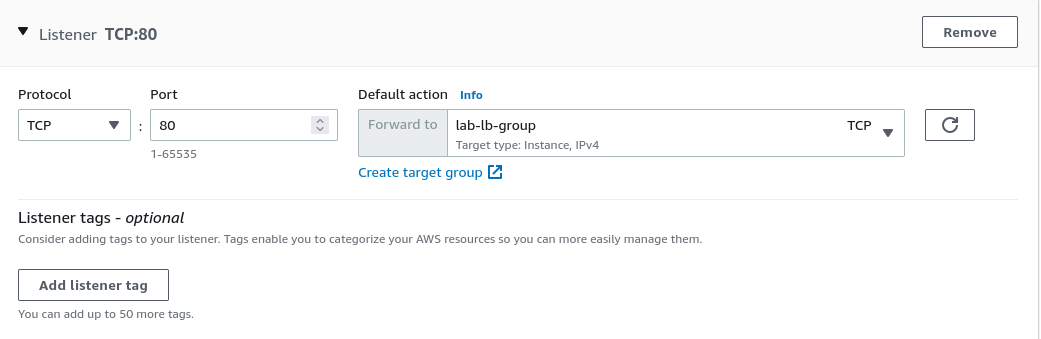 Listener TCP:80
Remove
Protocol
Port
Default action Info
TCP
:
80
Forward to
lab-lb-group
TCP
Target type: Instance, IPv4
1-65535
Create target group
Listener tags - optional
Consider adding tags to your listener. Tags enable you to categorize your AWS resources so you can more easily manage them.
Add listener tag
You can add up to 50 more tags.